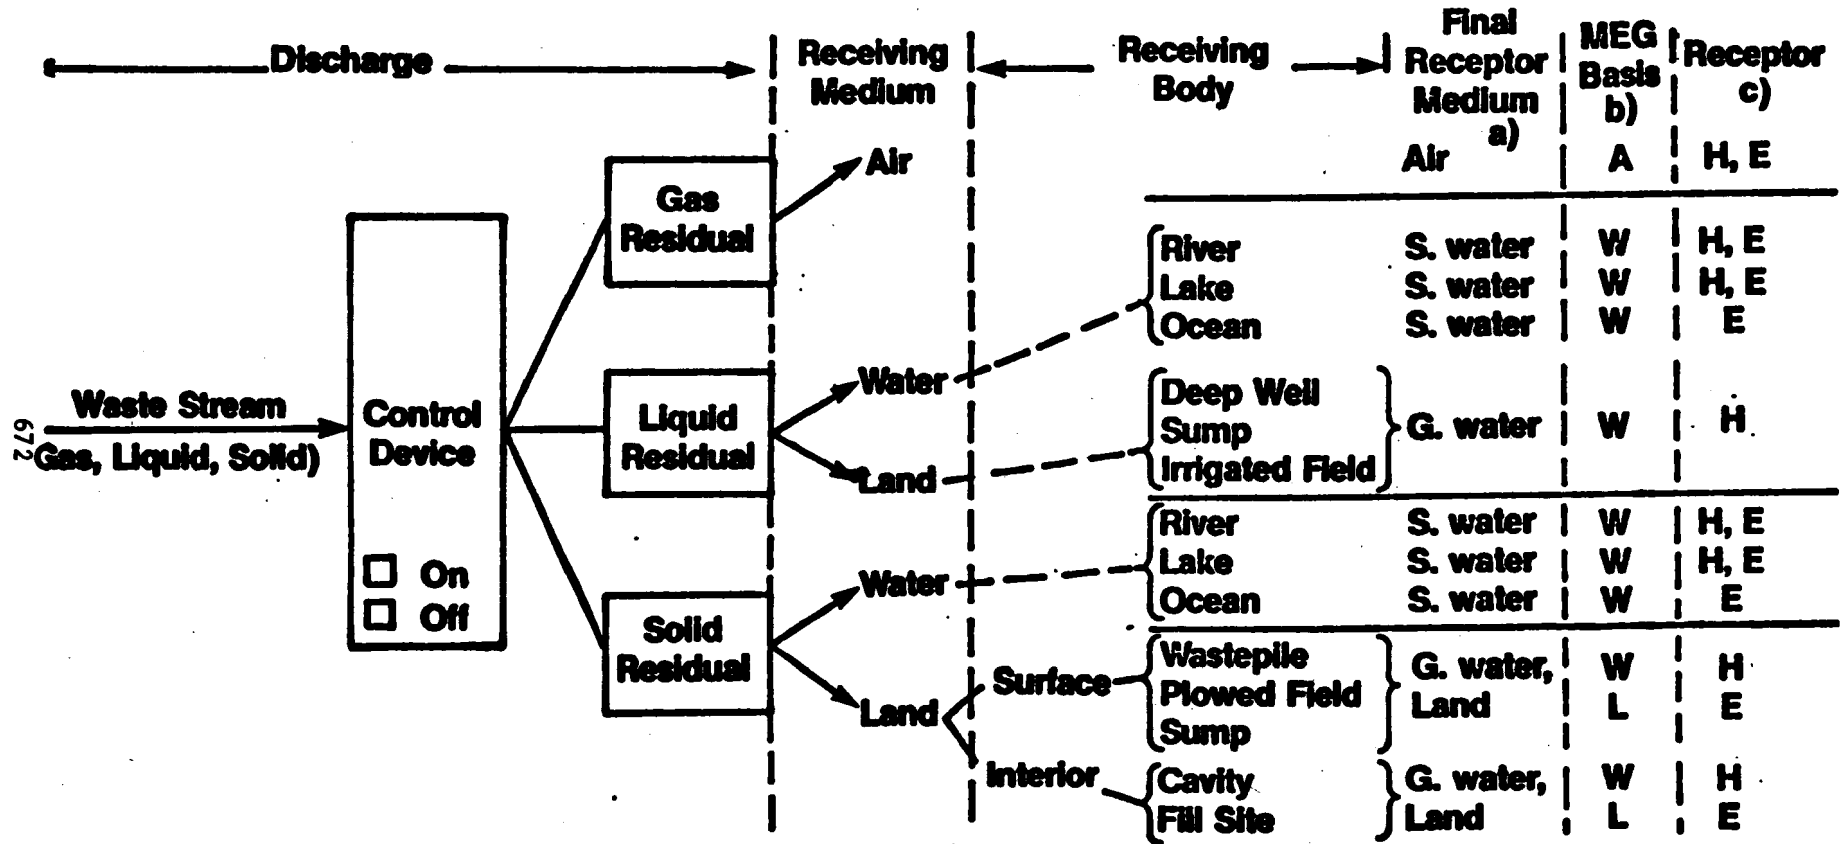 Discharge
Receiving
Medium
Receiving
Body
Final
Receptor
Medium
a)
MEG
Basis
b)
Receptor
c)
Air
Air
A
H, E
Gas
Residual
River
S. water
W
H, E
Lake
S. water
W
H, E
Ocean
S. water
W
E
Waste Stream
Gas, Liquid, Solid)
672
Control
Device
On
Off
Liquid
Residual
Water
Land
Deep Well
Sump
Irrigated Field
G. water
W
H
Solid
Residual
Water
River
S. water
W
H, E
Lake
S. water
W
H, E
Ocean
S. water
W
E
Land
Surface
Wastepile
Plowed Field
Sump
G. water,
Land
W
H
L
E
Interior
Cavity
Fill Site
G. water,
Land
W
H
L
E